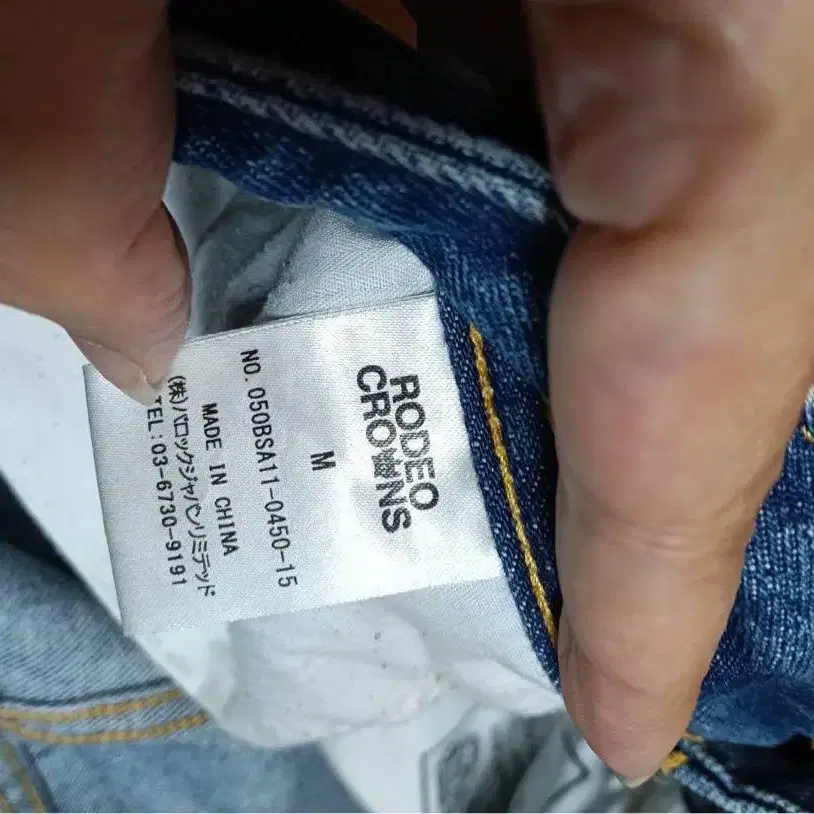 RODEO
CROWNS
M
NO. 050BSA11-0450-15
MADE IN CHINA
(株)バロックジャパンリミテッド
TEL:03-6730-9191